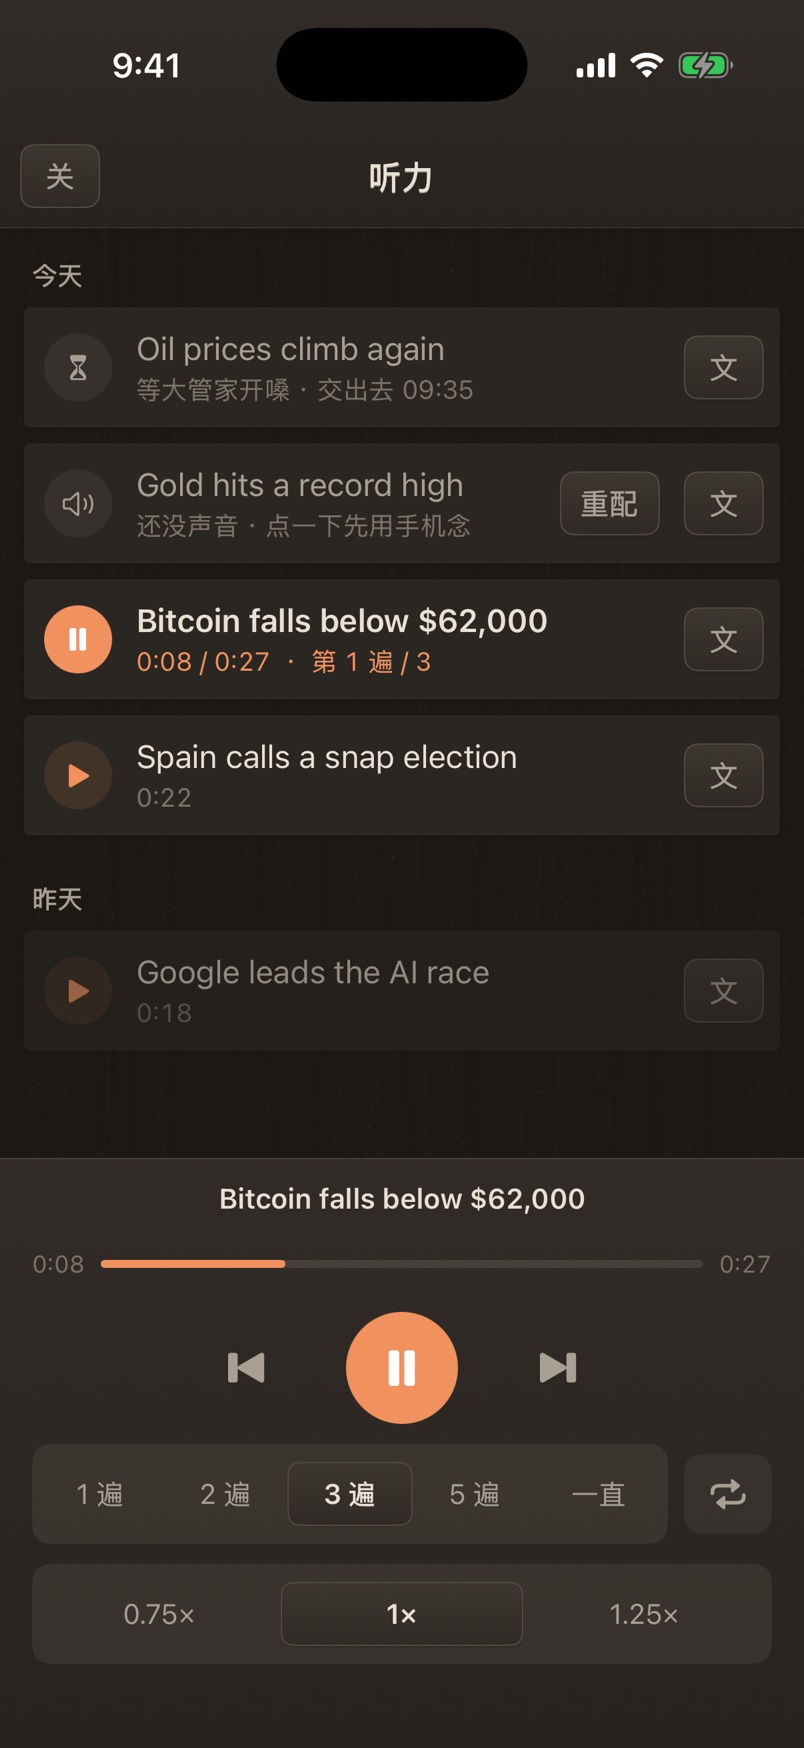 9:41
关
听力
今天
Oil prices climb again
等大管家开嗓 · 交出去 09:35
文
Gold hits a record high
还没声音 · 点一下先用手机念
重配
文
Bitcoin falls below $62,000
0:08 / 0:27 · 第 1 遍 / 3
文
Spain calls a snap election
0:22
文
昨天
Google leads the AI race
0:18
文
Bitcoin falls below $62,000
0:08
0:27
1 遍
2 遍
3 遍
5 遍
一直
0.75×
1×
1.25×